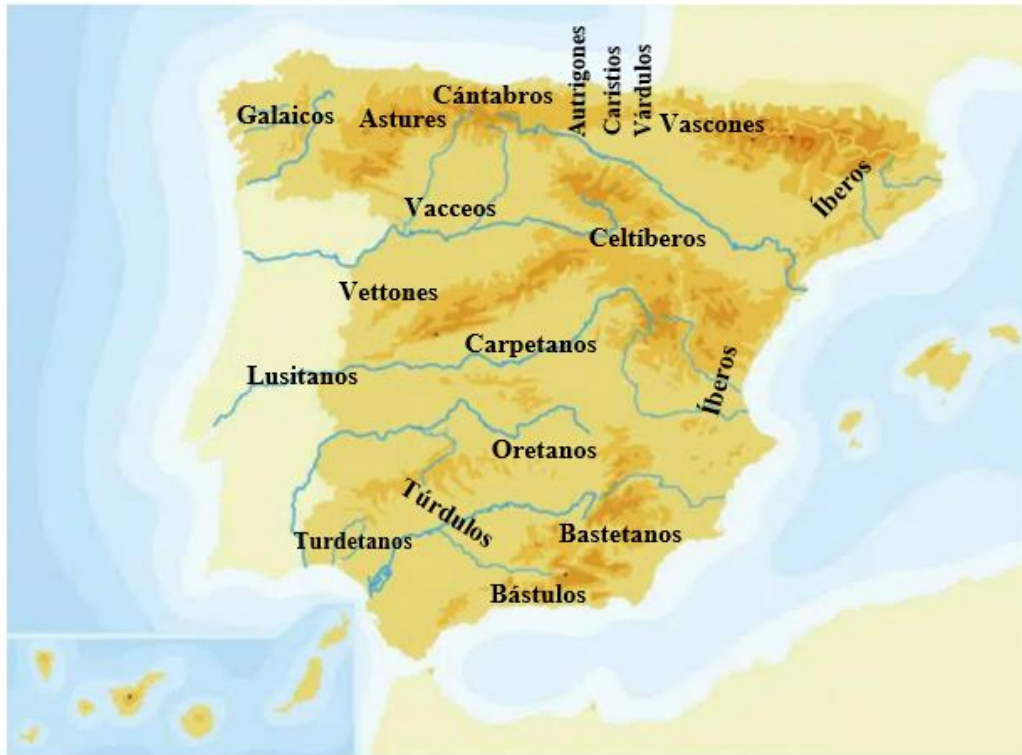 Autrigones
Caristios
Várdulos
Cántabros
Galaicos
Astures
Vascones
Íberos
Vacceos
Celtíberos
Vettones
Carpetanos
Lusitanos
Íberos
Oretanos
Túrdulos
Turdetanos
Bastetanos
Bástulos